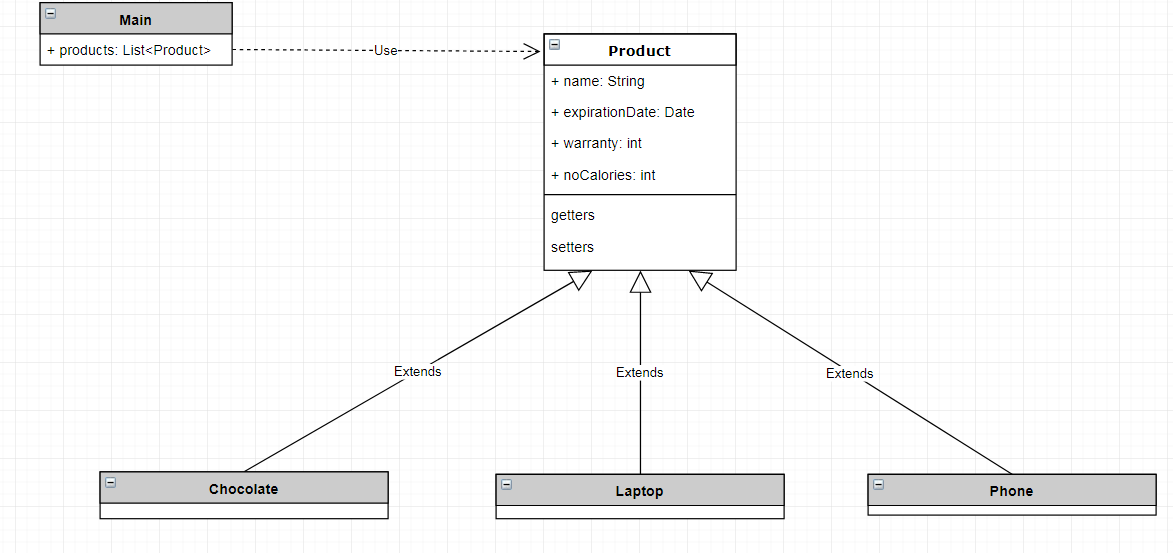 Main
+ products: List<Product>
Use
Product
+ name: String
+ expirationDate: Date
+ warranty: int
+ noCalories: int
getters
setters
Extends
Extends
Extends
Chocolate
Laptop
Phone